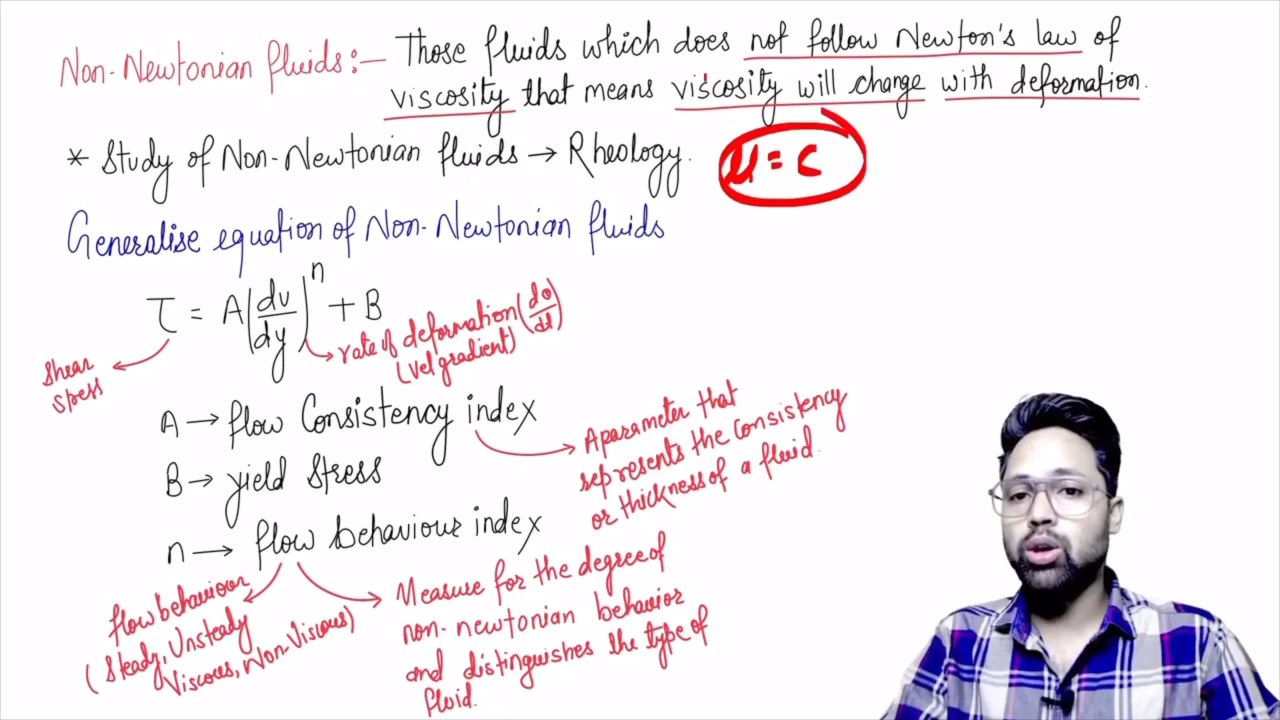 Non-Newtonian fluids:- Those fluids which does not follow Newton's law of
viscosity that means viscosity will change with deformation.
* Study of Non-Newtonian fluids → Rheology.
μ = c
Generalise equation of Non-Newtonian fluids
τ = A(du/dy)^n + B
shear
stress
rate of deformation (dθ/dt)
(vel gradient)
A → flow Consistency index
A parameter that
represents the consistency
or thickness of a fluid.
B → yield stress
n → flow behaviour index
flow behaviour
(Steady, Unsteady
Viscous, Non-Viscous)
Measure for the degree of
non-newtonian behavior
and distinguishes the type of
fluid.